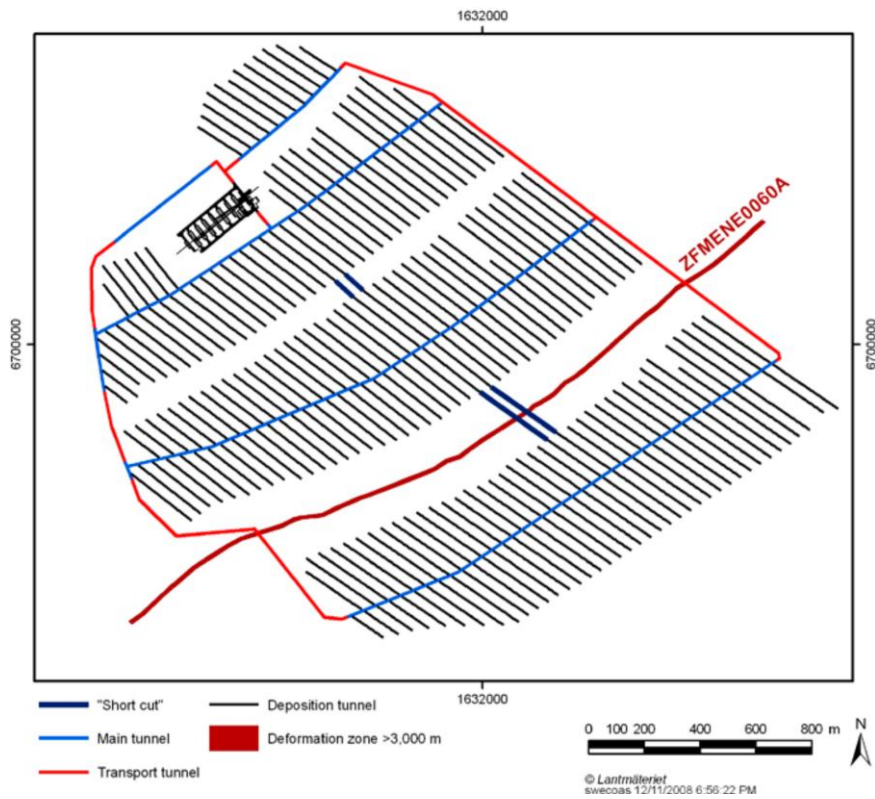 1632000
ZFMENE0060A
6700000
6700000
1632000
"Short cut"
Deposition tunnel
Main tunnel
Deformation zone >3,000 m
Transport tunnel
0 100 200 400 600 800 m
N
© Lantmäteriet
swecoas 12/11/2008 6:56:22 PM